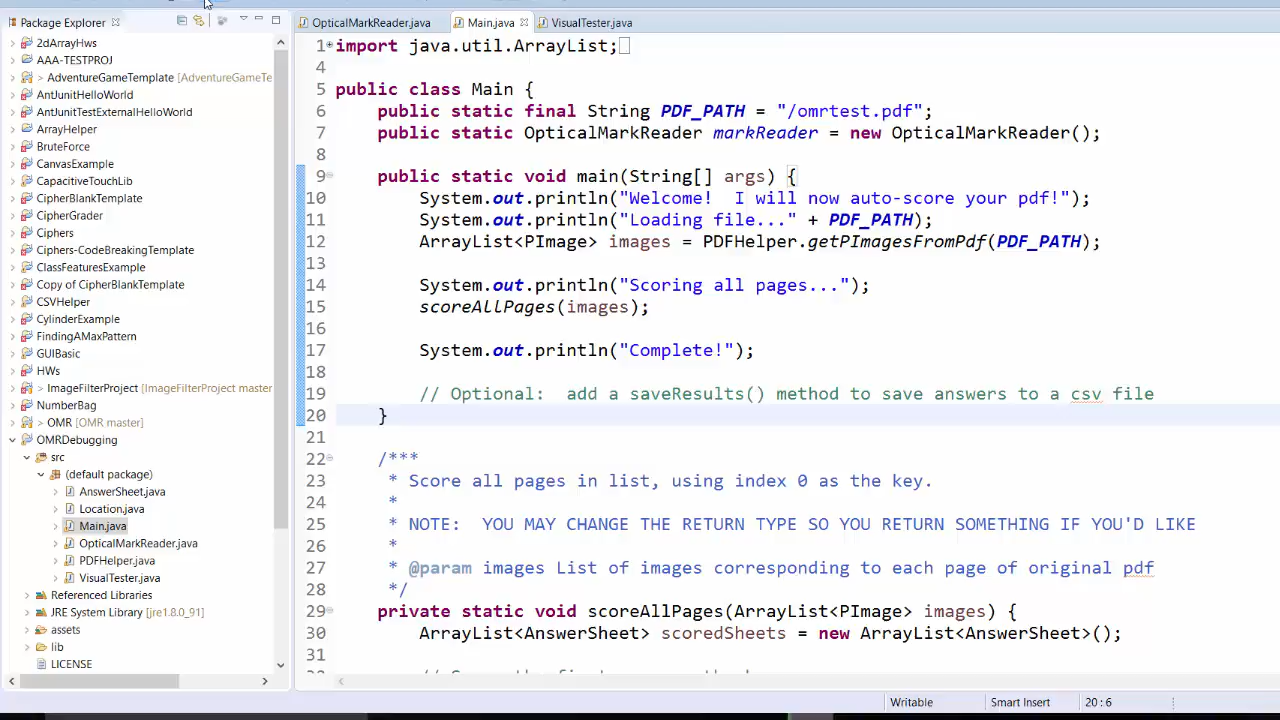 Package Explorer
2dArrayHws
AAA-TESTPROJ
> AdventureGameTemplate [AdventureGameTe
AntJunitHelloWorld
AntJunitTestExternalHelloWorld
ArrayHelper
BruteForce
CanvasExample
CapacitiveTouchLib
CipherBlankTemplate
CipherGrader
Ciphers
Ciphers-CodeBreakingTemplate
ClassFeaturesExample
Copy of CipherBlankTemplate
CSVHelper
CylinderExample
FindingAMaxPattern
GUIBasic
HWs
> ImageFilterProject [ImageFilterProject master
NumberBag
> OMR [OMR master]
OMRDebugging
src
(default package)
AnswerSheet.java
Location.java
Main.java
OpticalMarkReader.java
PDFHelper.java
VisualTester.java
Referenced Libraries
JRE System Library [jre1.8.0_91]
assets
lib
LICENSE
OpticalMarkReader.java Main.java VisualTester.java
1 import java.util.ArrayList;
4
5 public class Main {
6 public static final String PDF_PATH = "/omrtest.pdf";
7 public static OpticalMarkReader markReader = new OpticalMarkReader();
8
9 public static void main(String[] args) {
10 System.out.println("Welcome!  I will now auto-score your pdf!");
11 System.out.println("Loading file..." + PDF_PATH);
12 ArrayList<PImage> images = PDFHelper.getPImagesFromPdf(PDF_PATH);
13
14 System.out.println("Scoring all pages...");
15 scoreAllPages(images);
16
17 System.out.println("Complete!");
18
19 // Optional:  add a saveResults() method to save answers to a csv file
20 }
21
22 /***
23 * Score all pages in list, using index 0 as the key.
24 *
25 * NOTE:  YOU MAY CHANGE THE RETURN TYPE SO YOU RETURN SOMETHING IF YOU'D LIKE
26 *
27 * @param images List of images corresponding to each page of original pdf
28 */
29 private static void scoreAllPages(ArrayList<PImage> images) {
30 ArrayList<AnswerSheet> scoredSheets = new ArrayList<AnswerSheet>();
31
Writable Smart Insert 20 : 6